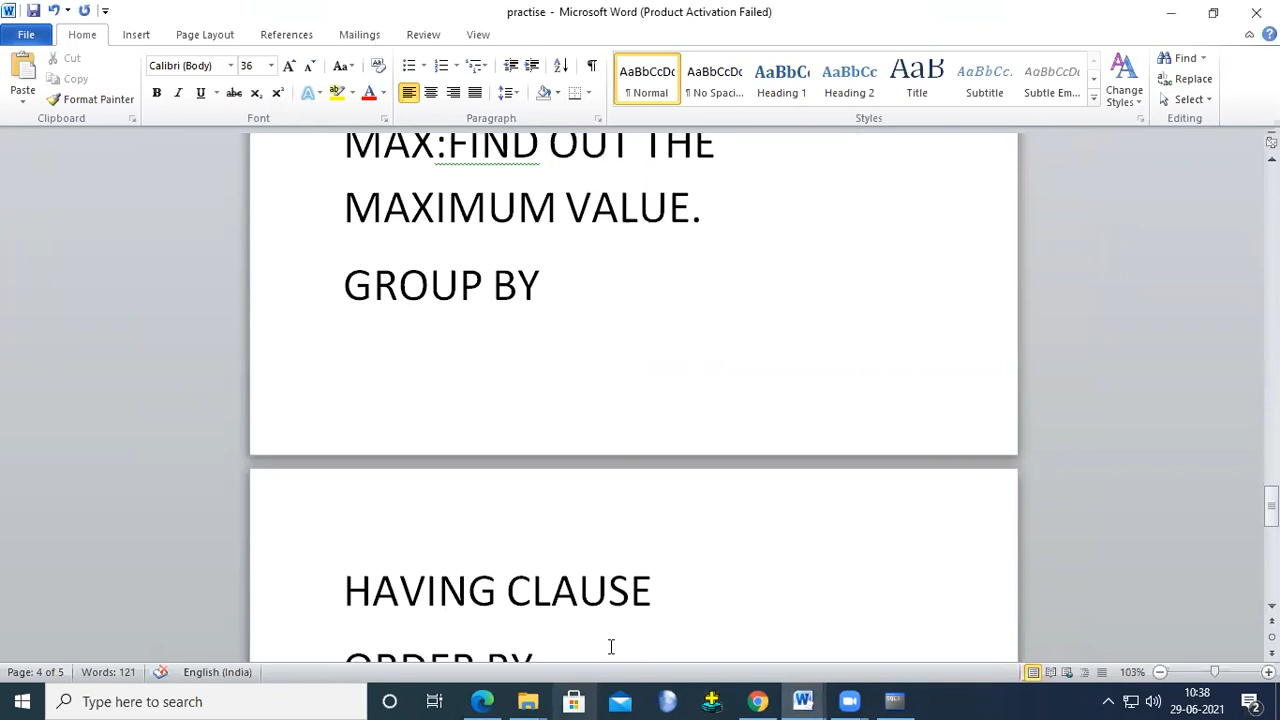 practise - Microsoft Word (Product Activation Failed)
File Home Insert Page Layout References Mailings Review View
Paste
Cut
Copy
Format Painter
Clipboard
Calibri (Body) 36
Font
Paragraph
AaBbCcDc AaBbCcDc AaBbC AaBbCc AaB AaBbCcD AaBbCcDc
¶ Normal ¶ No Spaci... Heading 1 Heading 2 Title Subtitle Subtle Em...
Change Styles
Styles
Find
Replace
Select
Editing
MAX:FIND OUT THE
MAXIMUM VALUE.
GROUP BY
HAVING CLAUSE
ORDER BY
Page: 4 of 5 Words: 121 English (India) 103%
Type here to search
10:38
29-06-2021
2